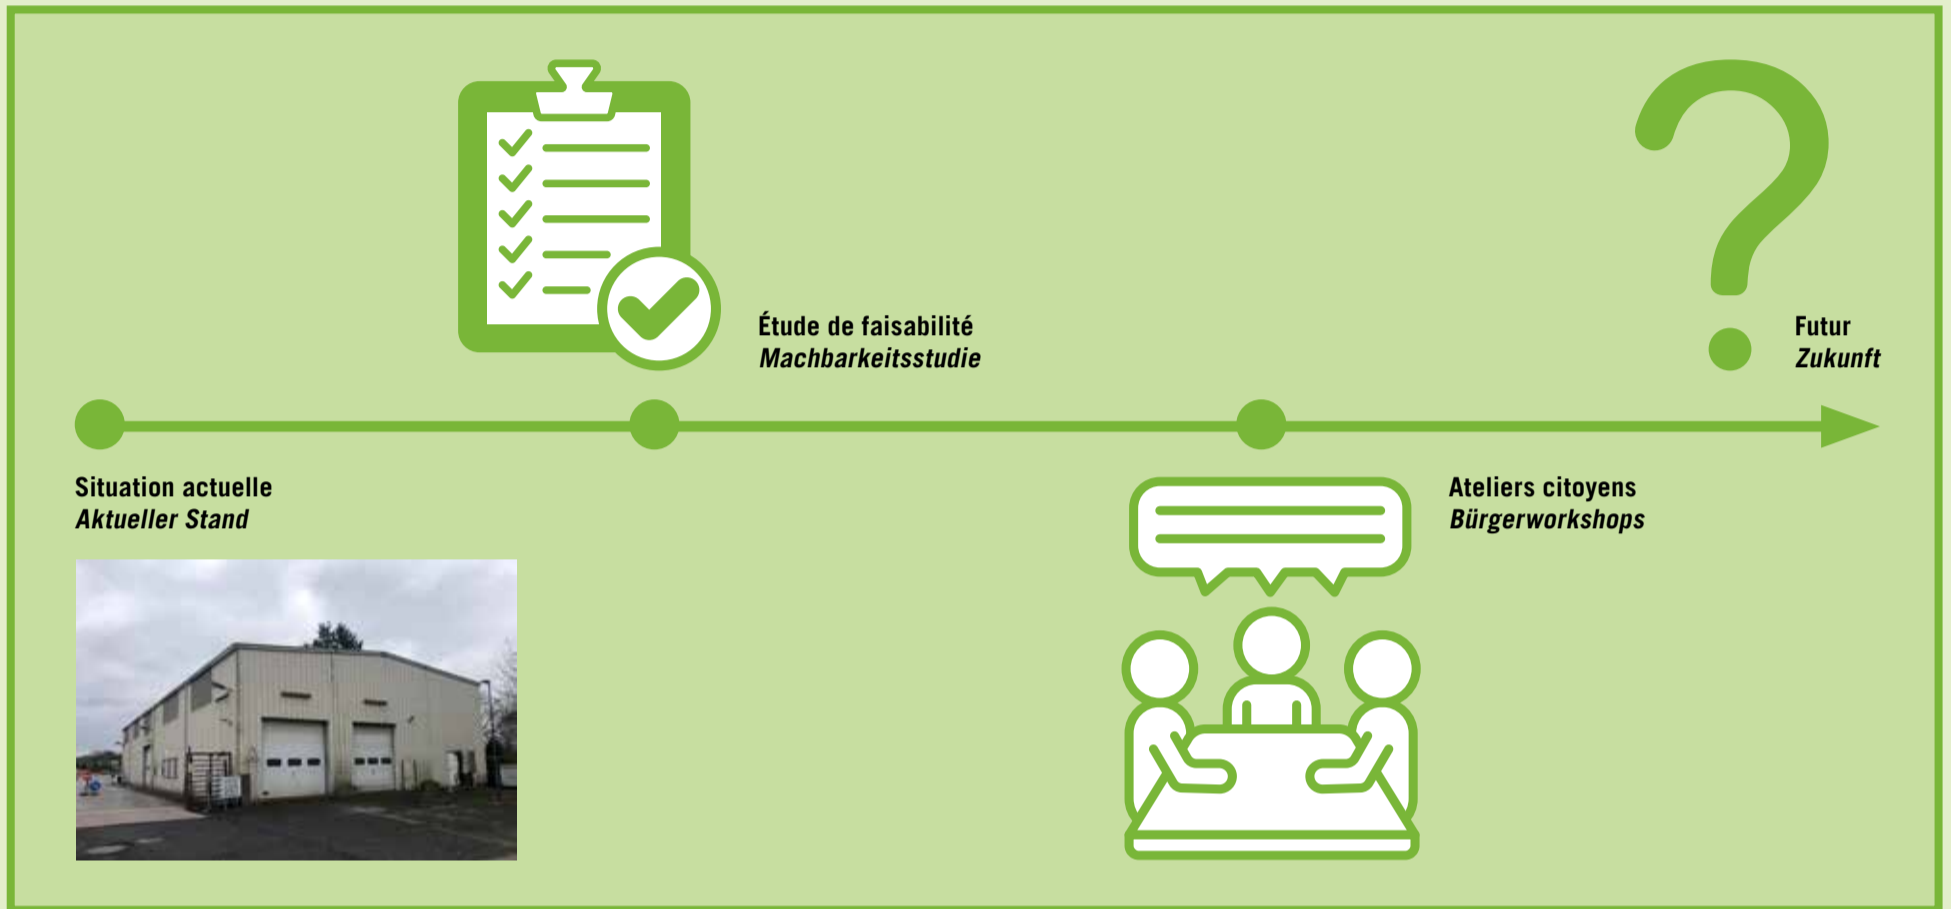 Étude de faisabilité
Machbarkeitsstudie
Futur
Zukunft
Situation actuelle
Aktueller Stand
Ateliers citoyens
Bürgerworkshops